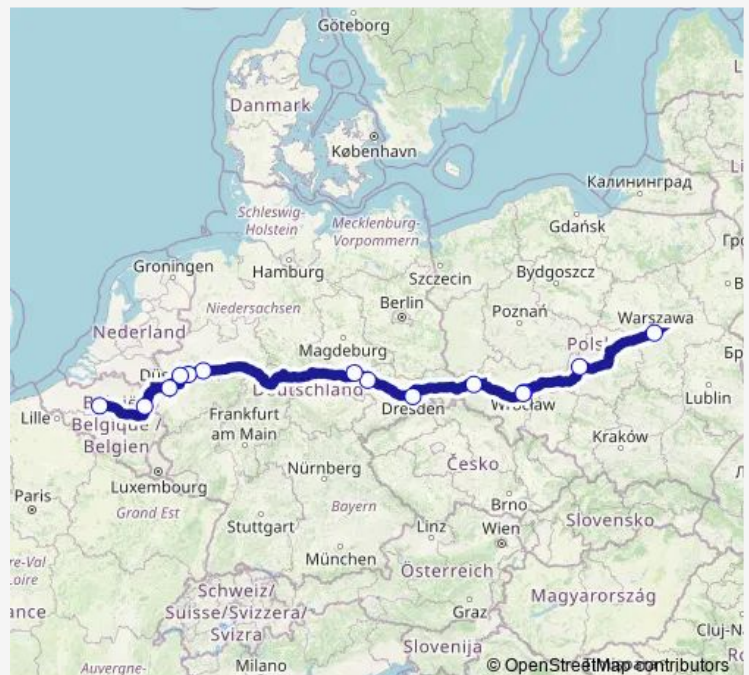 Göteborg
Danmark
København
Калининград
Schleswig-
Holstein
Mecklenburg-
Vorpommern
Gdańsk
Groningen
Hamburg
Szczecin
Bydgoszcz
Niedersachsen
Berlin
Poznań
Warszawa
Nederland
Magdeburg
Deutschland
Lille
Belgique /
Belgien
Dresden
Wrocław
Lublin
Frankfurt
am Main
Kraków
Luxembourg
Nürnberg
Česko
Paris
Grand Est
Brno
Slovensko
Stuttgart
Bayern
Linz
Wien
München
Österreich
Magyarország
Schweiz/
Suisse/Svizzera/
Svizra
Graz
Slovenija
Cluj-N
Milano
Auvergne-
© OpenStreetMap contributors